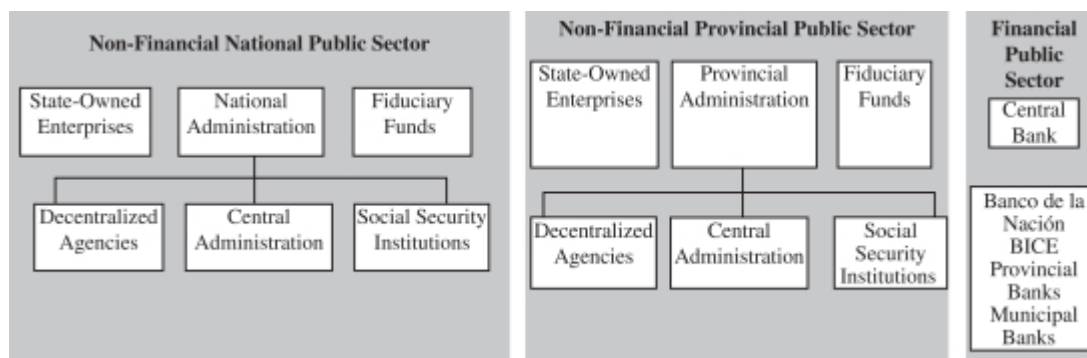 Non-Financial National Public Sector
State-Owned
Enterprises
National
Administration
Fiduciary
Funds
Decentralized
Agencies
Central
Administration
Social Security
Institutions
Non-Financial Provincial Public Sector
State-Owned
Enterprises
Provincial
Administration
Fiduciary
Funds
Decentralized
Agencies
Central
Administration
Social
Security
Institutions
Financial
Public
Sector
Central
Bank
Banco de la
Nación
BICE
Provincial
Banks
Municipal
Banks